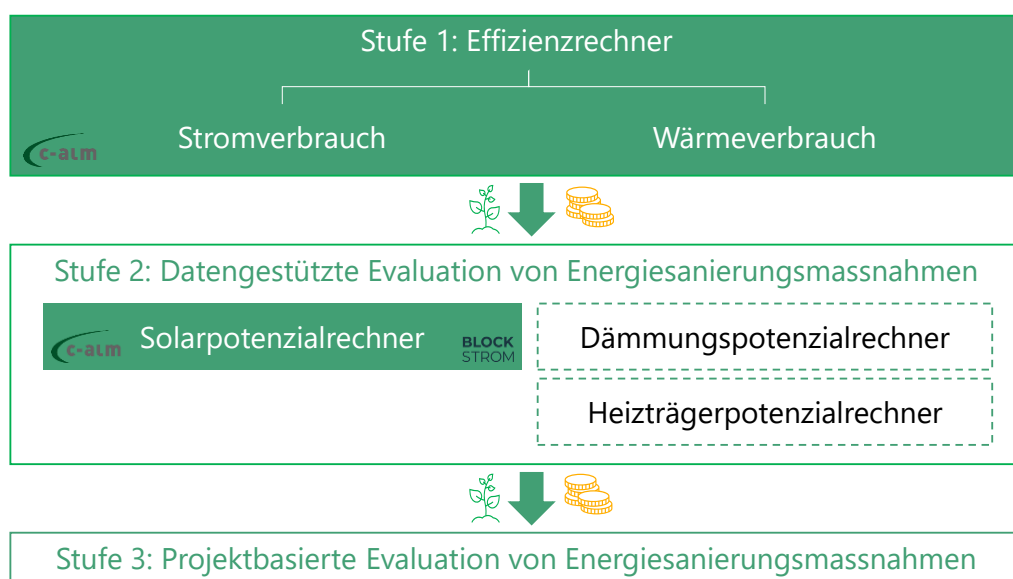 Stufe 1: Effizienzrechner
Stromverbrauch
Wärmeverbrauch
c-alm
Stufe 2: Datengestützte Evaluation von Energiesanierungsmassnahmen
c-alm
Solarpotenzialrechner
BLOCK
STROM
Dämmungspotenzialrechner
Heizträgerpotenzialrechner
Stufe 3: Projektbasierte Evaluation von Energiesanierungsmassnahmen